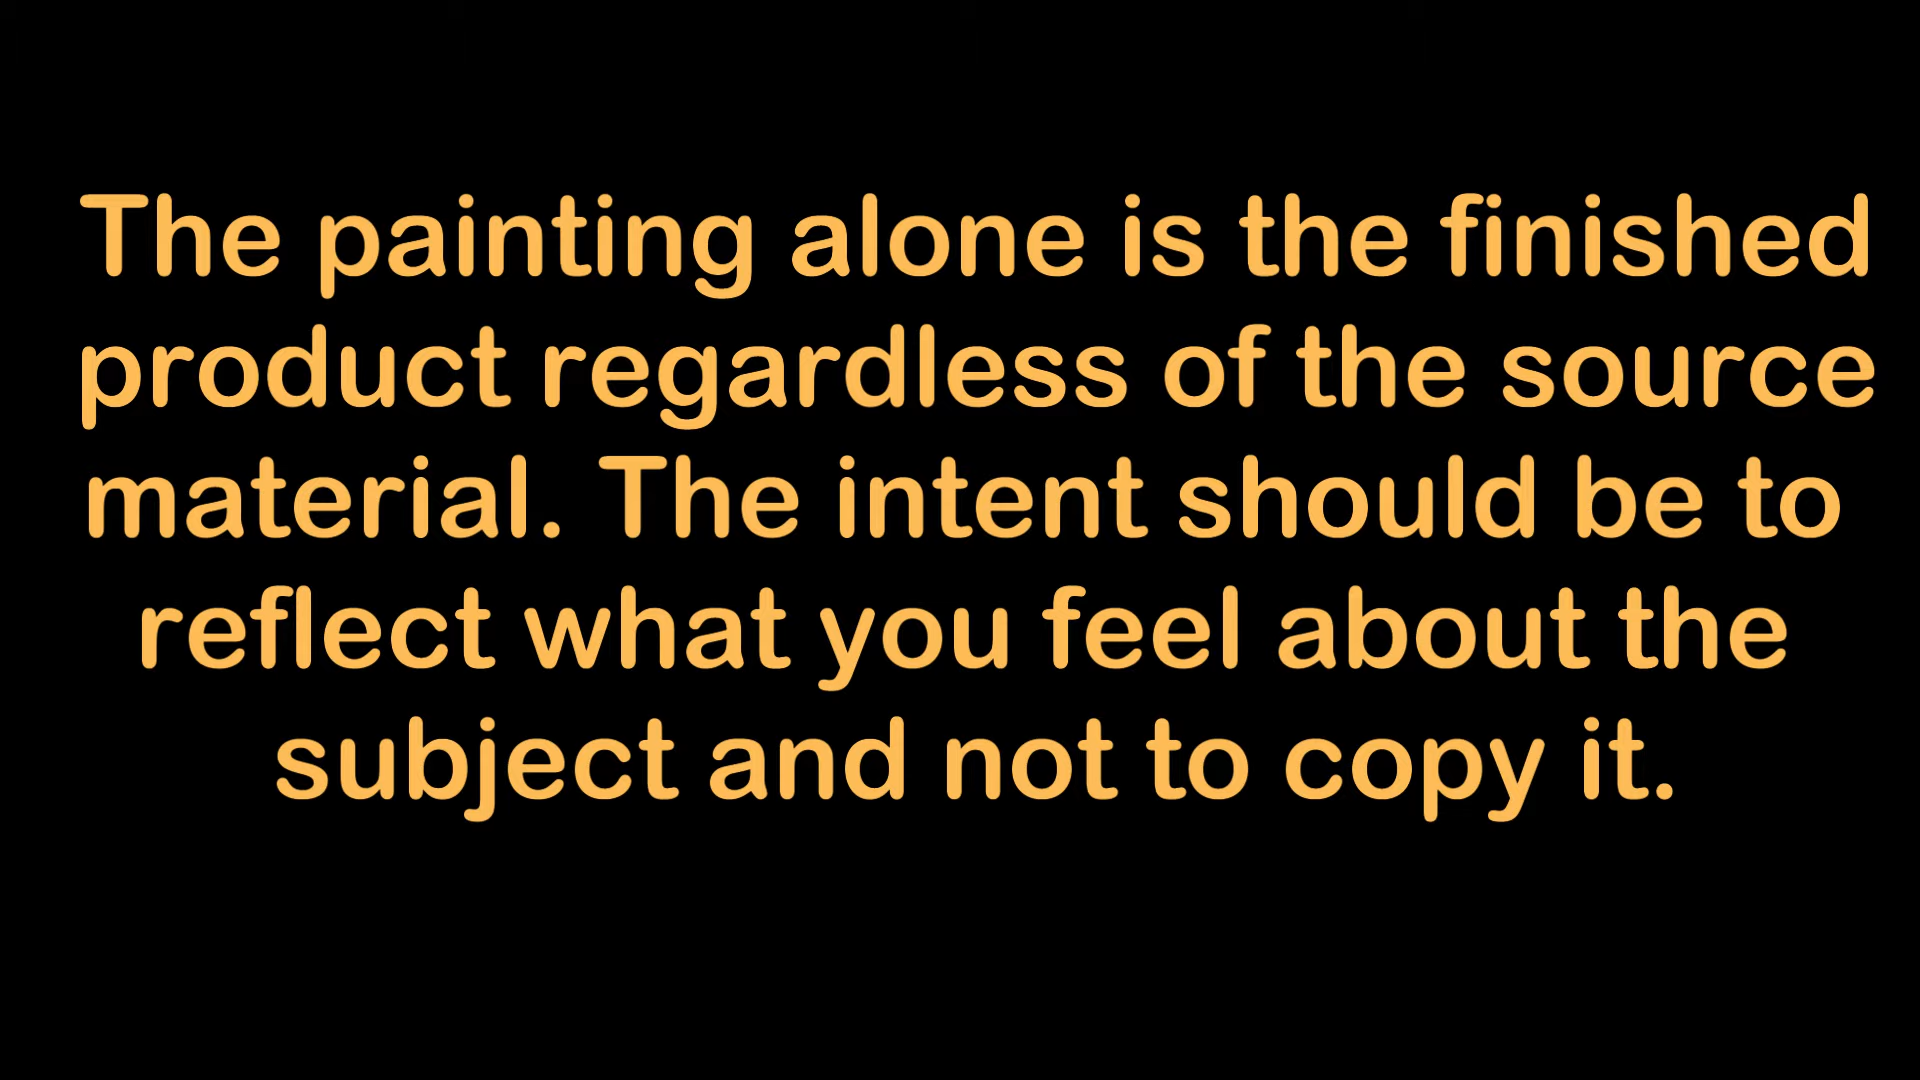 The painting alone is the finished
product regardless of the source
material. The intent should be to
reflect what you feel about the
subject and not to copy it.